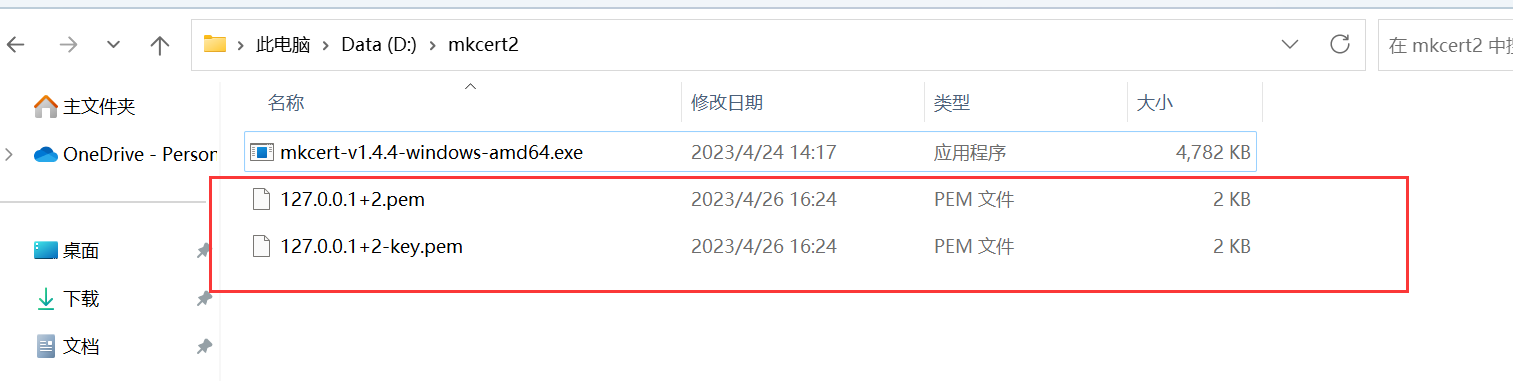 此电脑 › Data (D:) › mkcert2
在 mkcert2 中
主文件夹
OneDrive - Person
桌面
下载
文档
名称 修改日期 类型 大小
mkcert-v1.4.4-windows-amd64.exe 2023/4/24 14:17 应用程序 4,782 KB
127.0.0.1+2.pem 2023/4/26 16:24 PEM 文件 2 KB
127.0.0.1+2-key.pem 2023/4/26 16:24 PEM 文件 2 KB